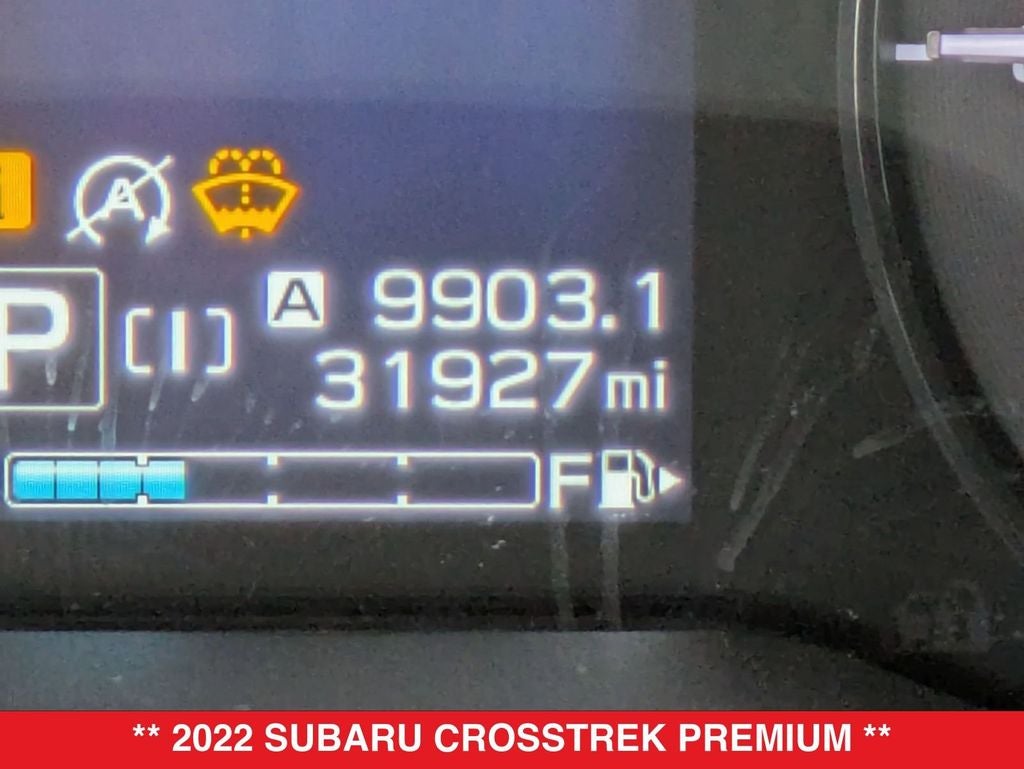 A
A 9903.1
P [I] 31927 mi
F
** 2022 SUBARU CROSSTREK PREMIUM **